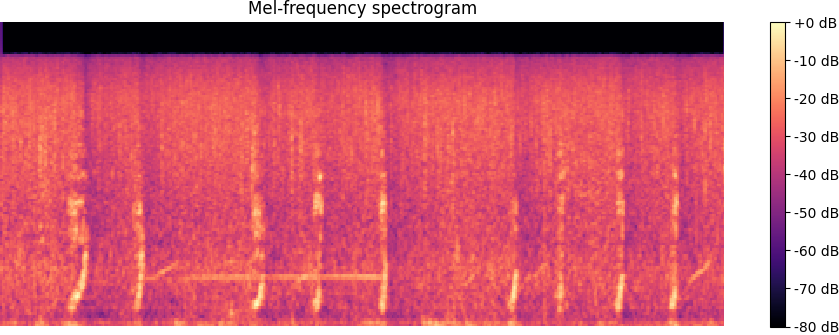 Mel-frequency spectrogram
+0 dB
-10 dB
-20 dB
-30 dB
-40 dB
-50 dB
-60 dB
-70 dB
-80 dB